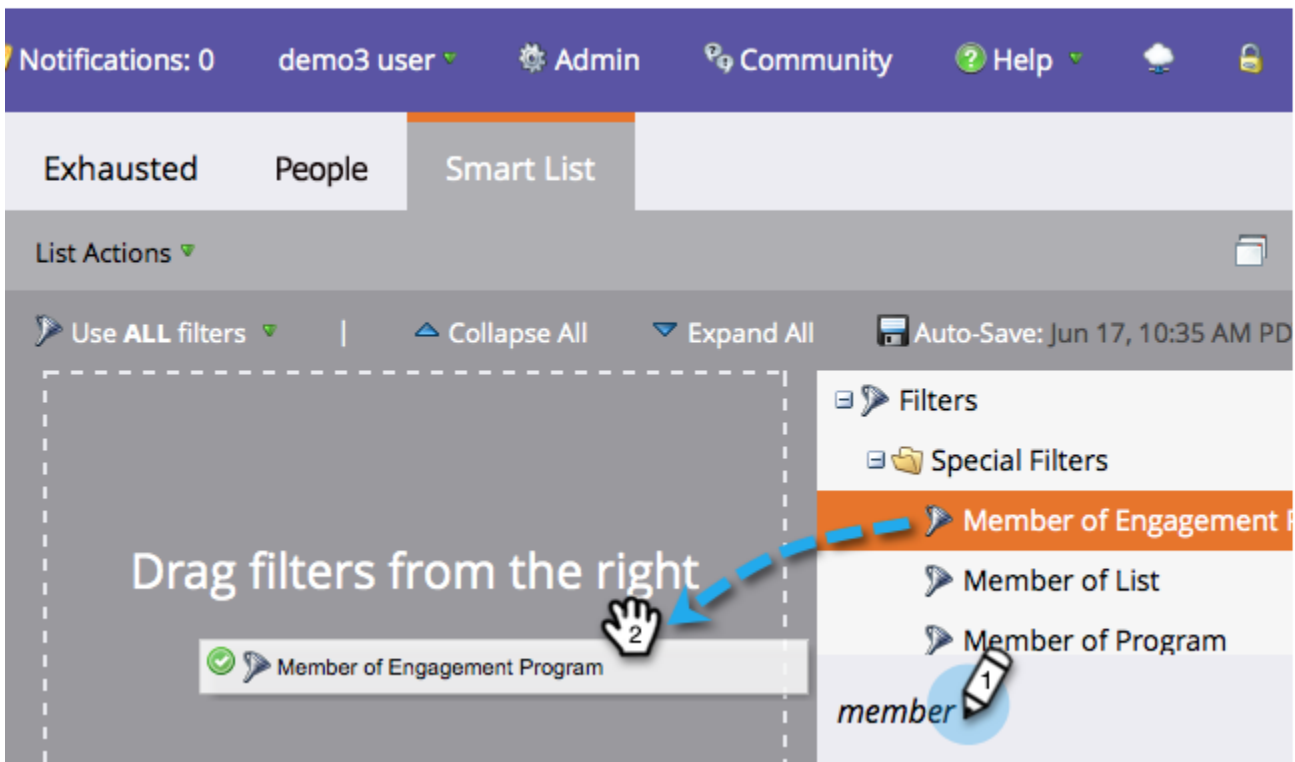 Notifications: 0 demo3 user Admin Community Help
Exhausted People Smart List
List Actions
Use ALL filters | Collapse All Expand All Auto-Save: Jun 17, 10:35 AM PD
Filters
Special Filters
Member of Engagement
Member of List
Member of Program
Drag filters from the right
2
Member of Engagement Program
1
member